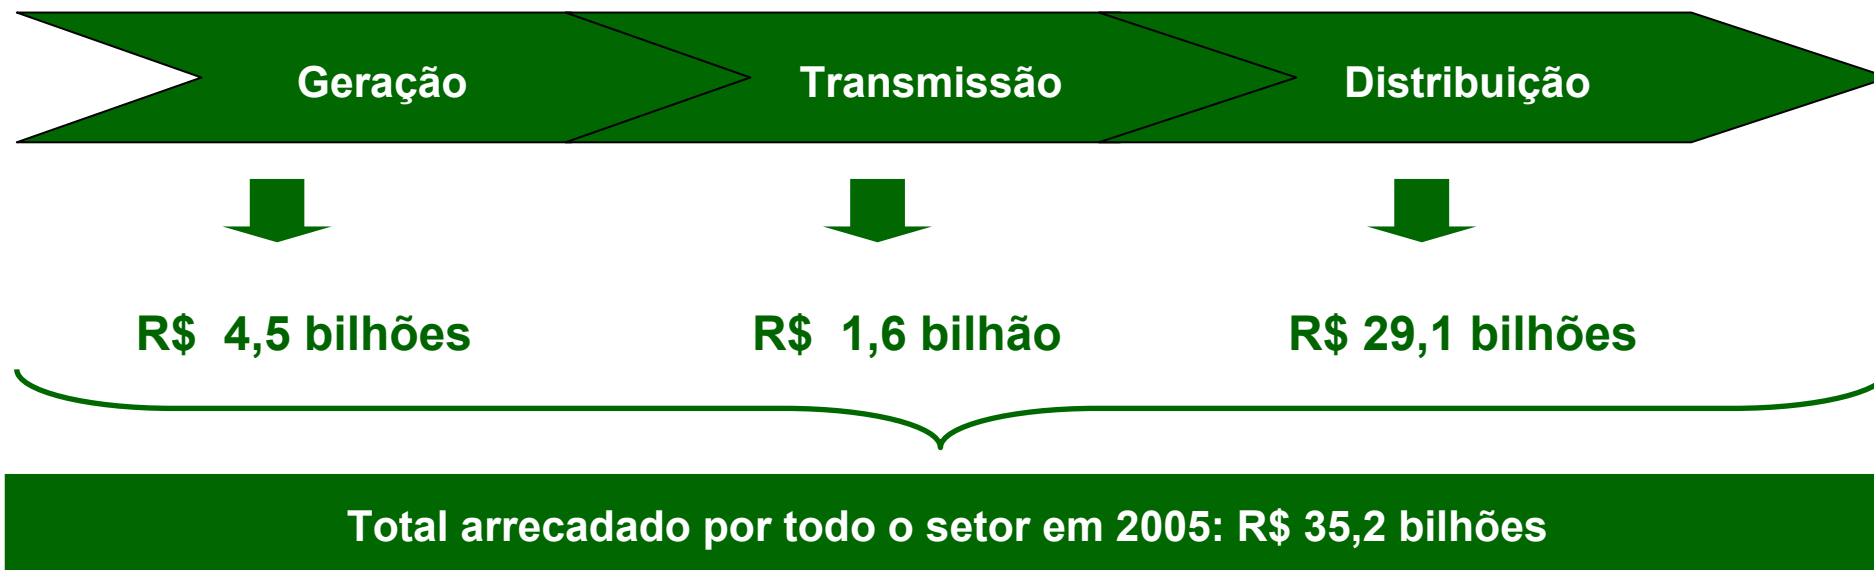 Geração
Transmissão
Distribuição
R$ 4,5 bilhões
R$ 1,6 bilhão
R$ 29,1 bilhões
Total arrecadado por todo o setor em 2005: R$ 35,2 bilhões